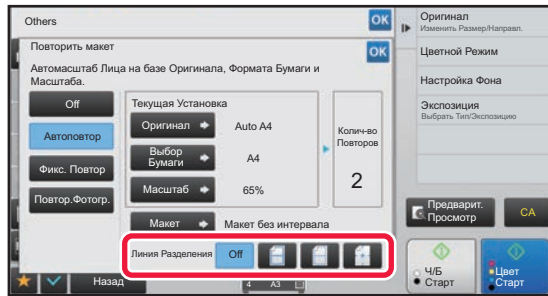 Others
OK
Повторить макет
OK
Автомасштаб Лица на базе Оригинала, Формата Бумаги и
Масштаба.
Off
Автоповтор
Фикс. Повтор
Повтор.Фотогр.
Текущая Установка
Оригинал
Auto A4
Выбор
Бумаги
A4
Масштаб
65%
Колич-во
Повторов
2
Макет
Макет без интервала
Линия Разделения
Off
Назад
4 A3
Оригинал
Изменить Размер/Направл.
Цветной Режим
Настройка Фона
Экспозиция
Выбрать Тип/Экспозицию
Предварит.
Просмотр
CA
Ч/Б
Старт
Цвет
Старт